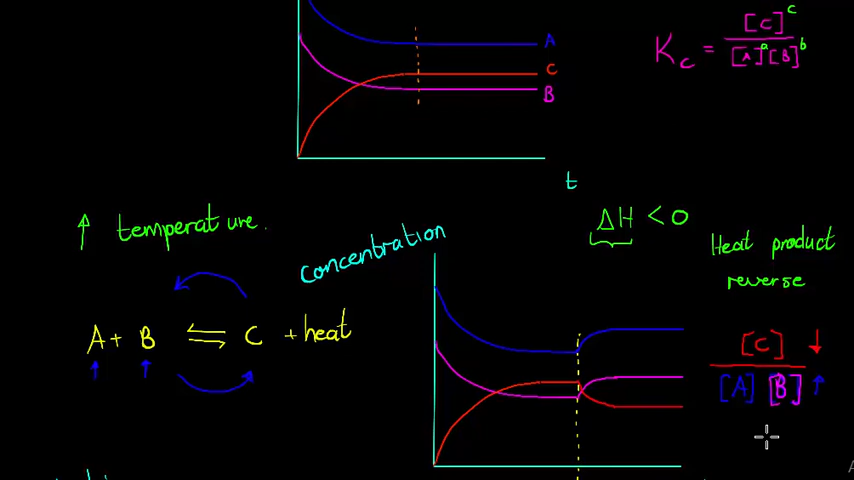 A
C
B
t
Kc = [C]^c / [A]^a [B]^b
↑ temperature.
concentration
ΔH < 0
Heat product
reverse
A + B ⇌ C + heat
[C] ↓
[A] [B] ↑